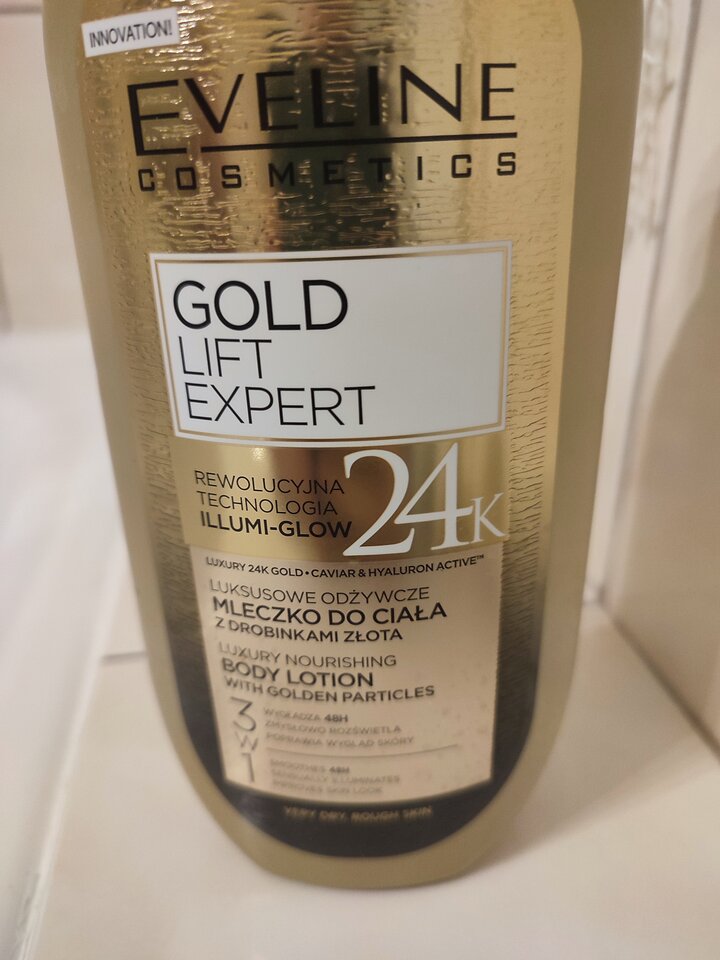 INNOVATION!
EVELINE
COSMETICS
GOLD
LIFT
EXPERT
REWOLUCYJNA
TECHNOLOGIA
ILLUMI-GLOW
24K
LUXURY 24K GOLD • CAVIAR & HYALURON ACTIVE™
LUKSUSOWE ODŻYWCZE
MLECZKO DO CIAŁA
Z DROBINKAMI ZŁOTA
LUXURY NOURISHING
BODY LOTION
WITH GOLDEN PARTICLES
3
W
1
WYGŁADZA 48H
ZMYSŁOWO ROZŚWIETLA
POPRAWIA WYGLĄD SKÓRY
SMOOTHES 48H
SENSUALLY ILLUMINATES
IMPROVES SKIN LOOK
VERY DRY, ROUGH SKIN